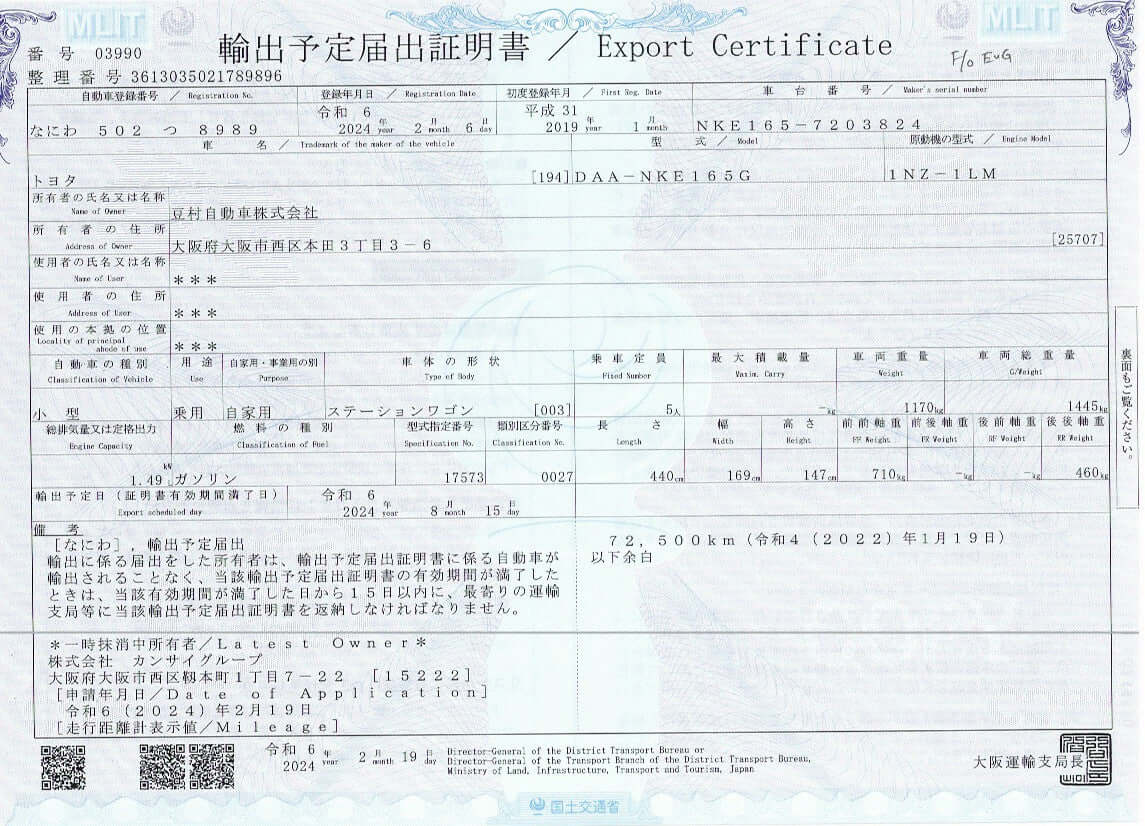 MLIT
MLIT
番号 03990
輸出予定届出証明書 / Export Certificate
F/o EuG
整理番号 3613035021789896
自動車登録番号 / Registration No.
登録年月日 / Registration Date
初度登録年月 / First Reg. Date
車台番号 / Maker's serial number
令和 6
平成 31
なにわ 502 つ 8989
2024 年 year 2 月 month 6 日 day
2019 年 year 1 月 month
NKE165-7203824
車名 / Trademark of the maker of the vehicle
型式 / Model
原動機の型式 / Engine Model
トヨタ [194]
DAA-NKE165G
1NZ-1LM
所有者の氏名又は名称 Name of Owner
豆村自動車株式会社
所有者の住所 Address of Owner
大阪府大阪市西区本田3丁目3-6 [25707]
使用者の氏名又は名称 Name of User
***
使用者の住所 Address of User
***
使用の本拠の位置 Locality of principal abode of use
***
自動車の種別 Classification of Vehicle
用途 Use
自家用・事業用の別 Purpose
車体の形状 Type of Body
乗車定員 Fixed Number
最大積載量 Maxim. Carry
車両重量 Weight
車両総重量 G/Weight
小型
乗用
自家用
ステーションワゴン [003]
5人
-kg
1170kg
1445kg
総排気量又は定格出力 Engine Capacity
燃料の種別 Classification of Fuel
型式指定番号 Specification No.
類別区分番号 Classification No.
長さ Length
幅 Width
高さ Height
前前軸重 FF Weight
前後軸重 FR Weight
後前軸重 RF Weight
後後軸重 RR Weight
1.49 kW L
ガソリン
17573
0027
440cm
169cm
147cm
710kg
-kg
-kg
460kg
輸出予定日(証明書有効期間満了日) Export scheduled day
令和 6
2024 年 year 8 月 month 15 日 day
備考
[なにわ],輸出予定届出
輸出に係る届出をした所有者は、輸出予定届出証明書に係る自動車が
輸出されることなく、当該輸出予定届出証明書の有効期間が満了した
ときは、当該有効期間が満了した日から15日以内に、最寄りの運輸
支局等に当該輸出予定届出証明書を返納しなければなりません。
*一時抹消中所有者/Latest Owner*
株式会社 カンサイグループ
大阪府大阪市西区靱本町1丁目7-22 [15222]
[申請年月日/Date of Application]
令和6(2024)年2月19日
[走行距離計表示値/Mileage]
72,500km(令和4(2022)年1月19日)
以下余白
裏面もご覧ください。
令和 6
2024 年 year 2 月 month 19 日 day
Director-General of the District Transport Bureau or
Director-General of the Transport Branch of the District Transport Bureau,
Ministry of Land, Infrastructure, Transport and Tourism, Japan
大阪運輸支局長
国土交通省